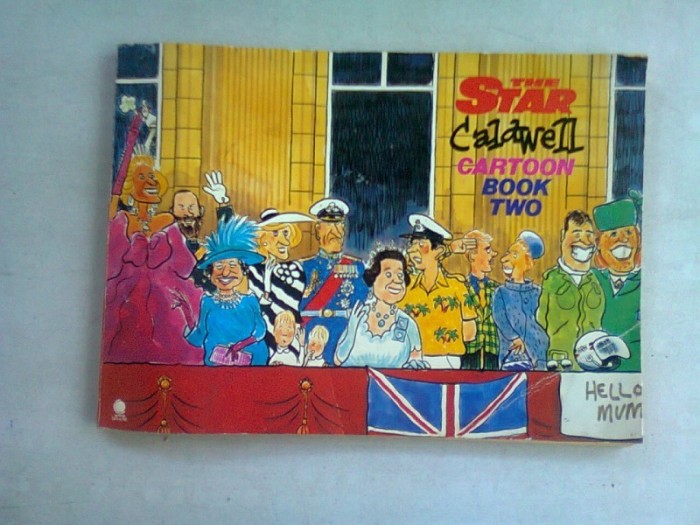 THE
STAR
Caldwell
CARTOON
BOOK
TWO
HELLO
MUM